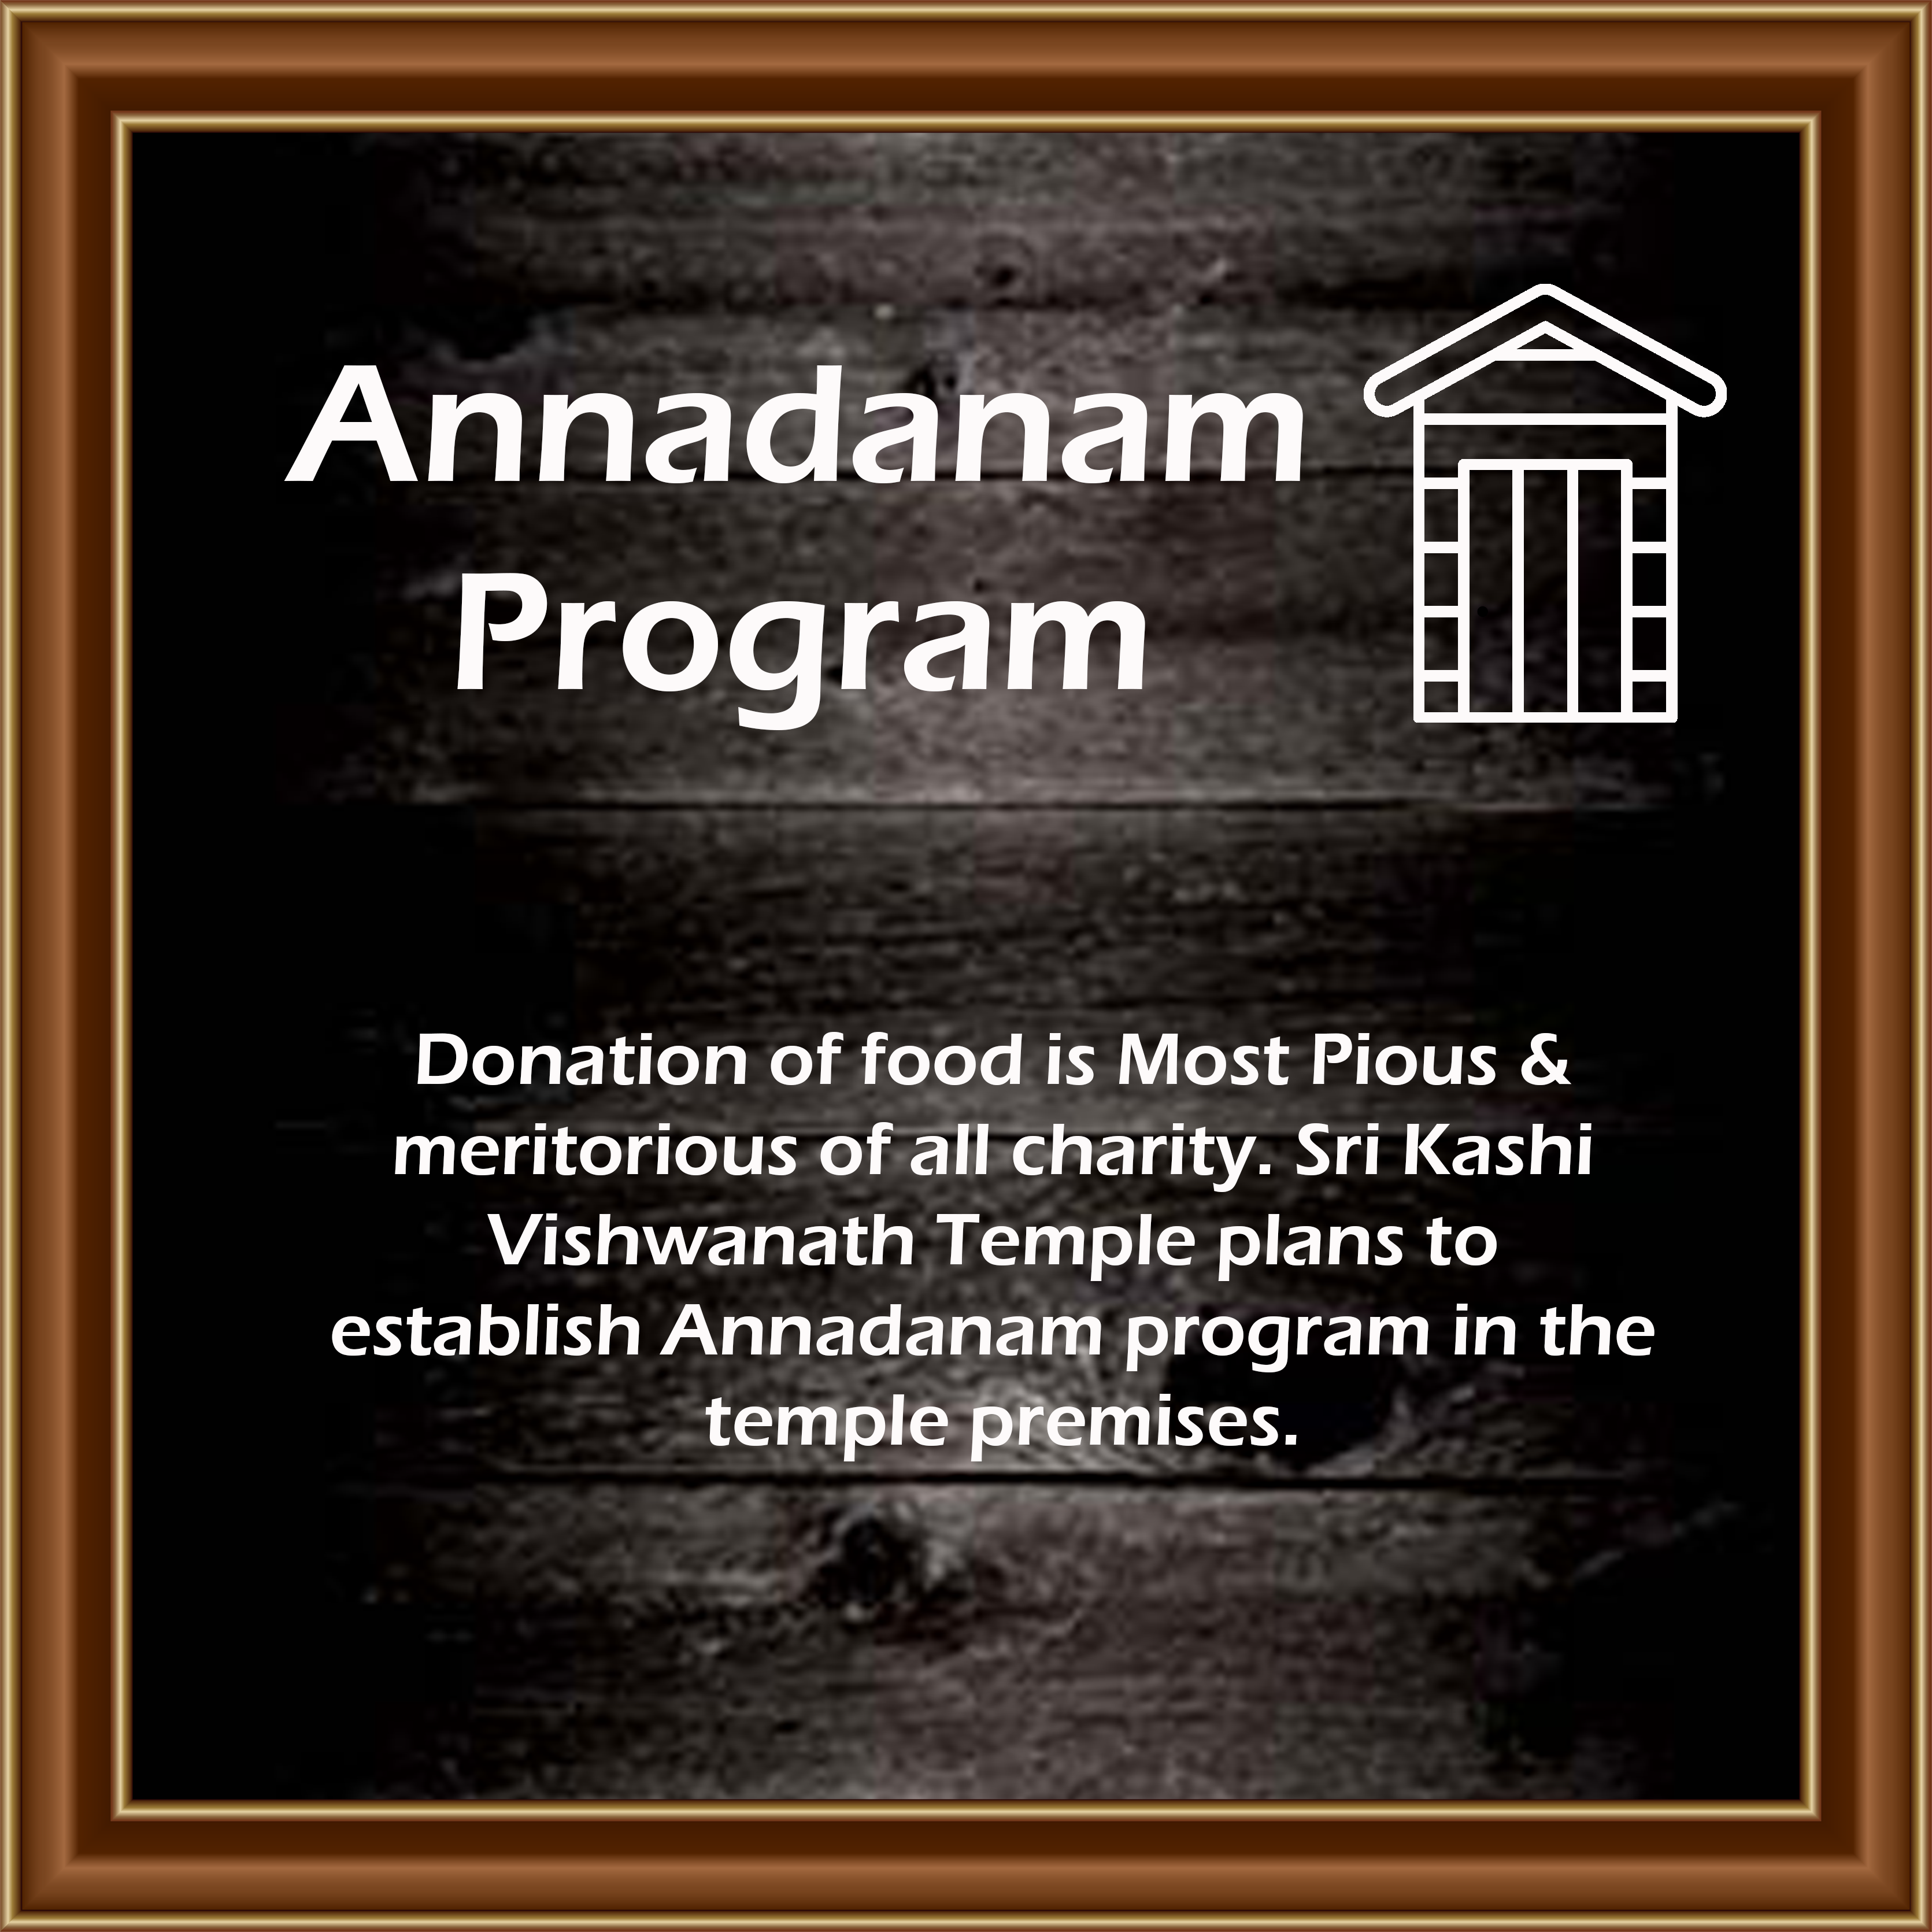 Annadanam
Program
Donation of food is Most Pious &
meritorious of all charity. Sri Kashi
Vishwanath Temple plans to
establish Annadanam program in the
temple premises.